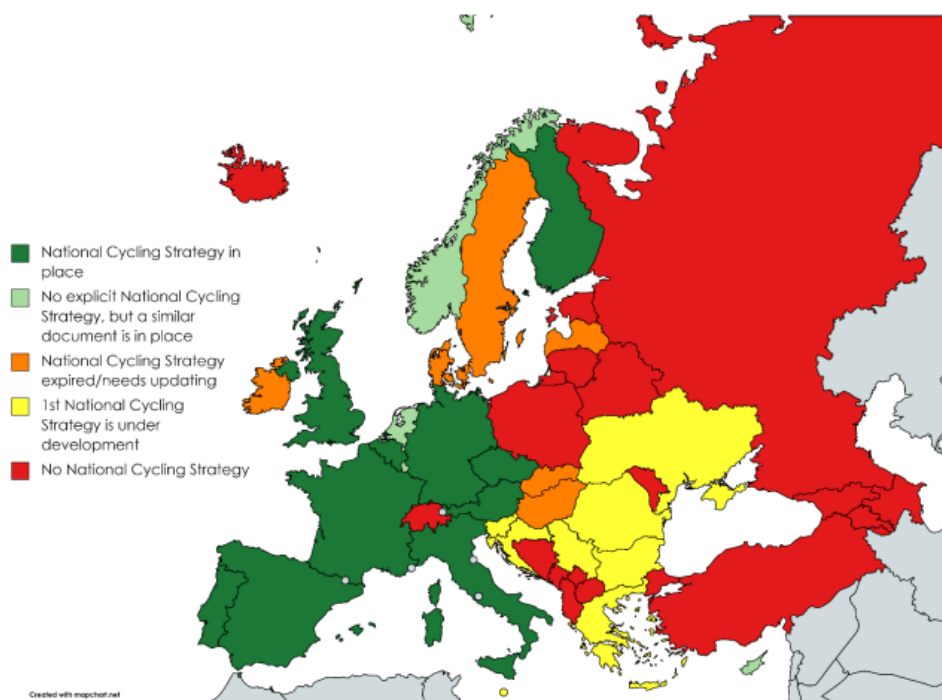 National Cycling Strategy in
place
No explicit National Cycling
Strategy, but a similar
document is in place
National Cycling Strategy
expired/needs updating
1st National Cycling
Strategy is under
development
No National Cycling Strategy
Created with mapchart.net